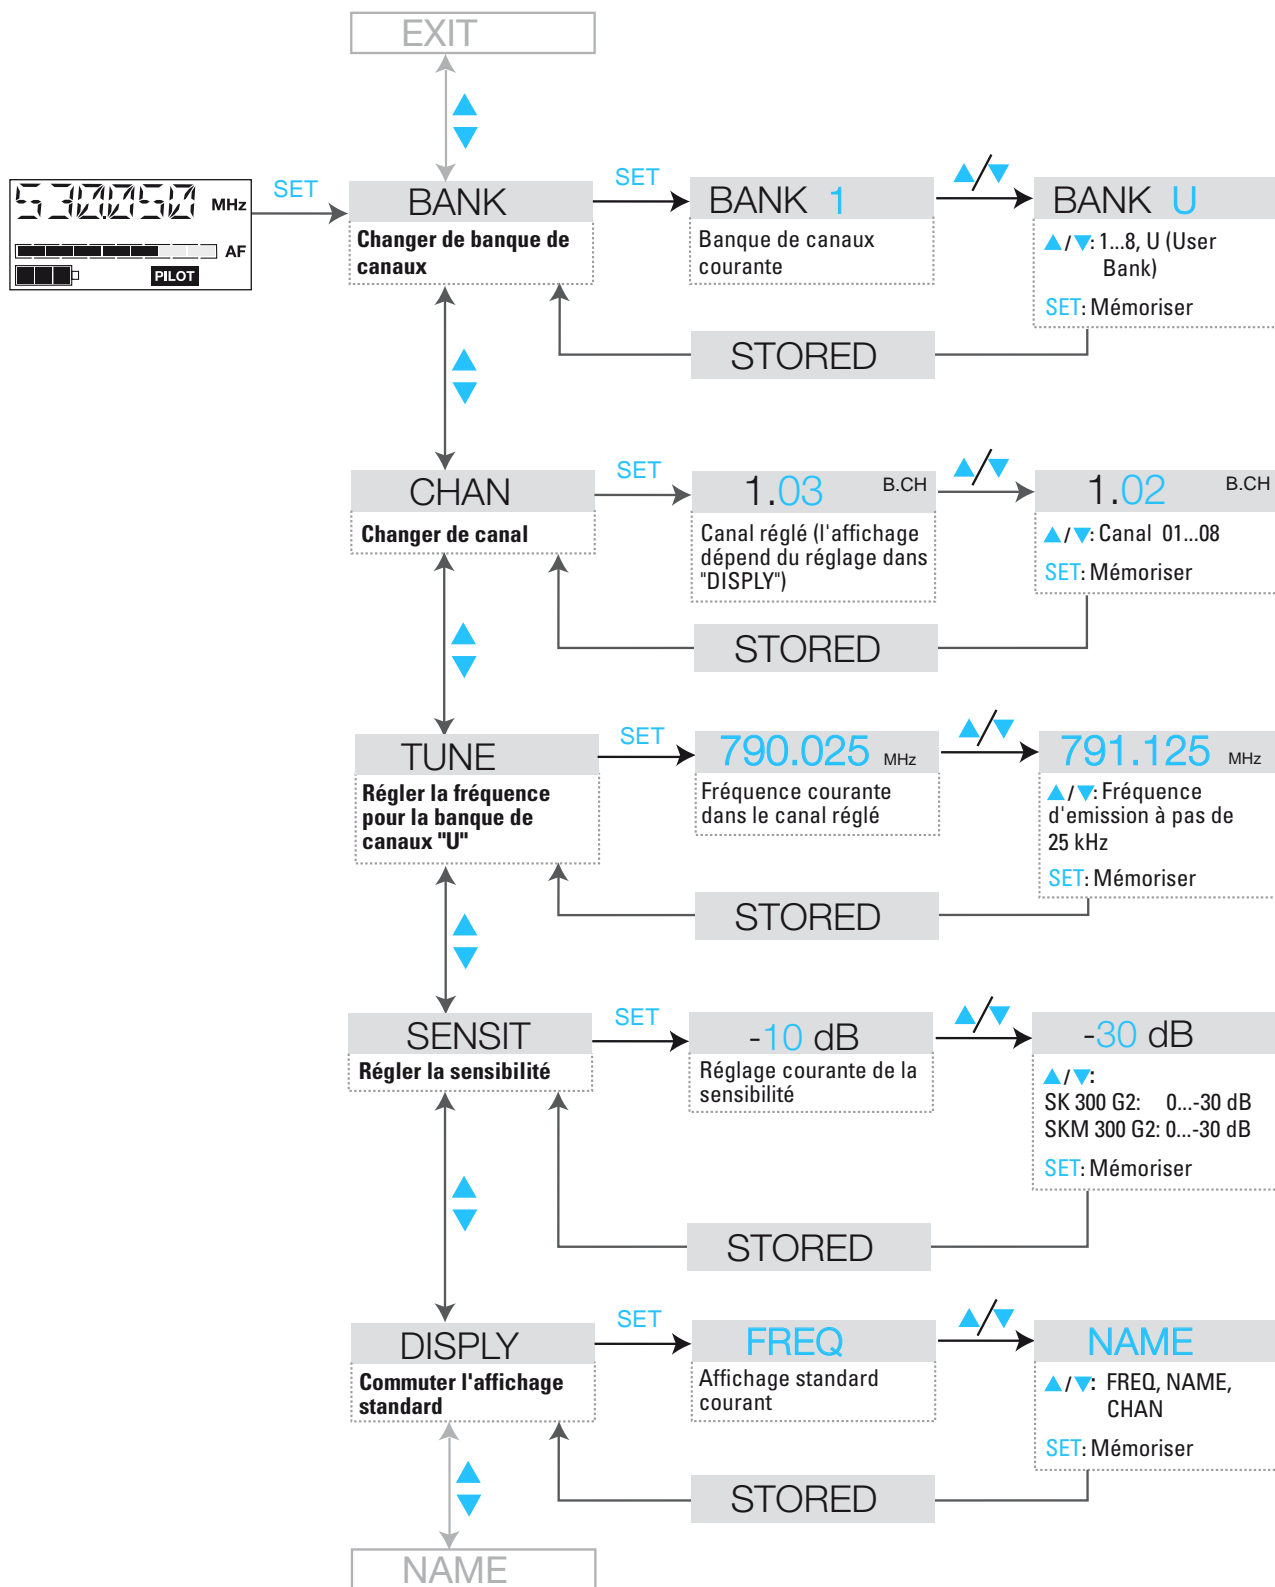 EXIT
530.050 MHz
AF
PILOT
SET
BANK
Changer de banque de
canaux
SET
BANK 1
Banque de canaux
courante
▲/▼
BANK U
▲/▼: 1...8, U (User
Bank)
SET: Mémoriser
STORED
CHAN
Changer de canal
SET
1.03 B.CH
Canal réglé (l'affichage
dépend du réglage dans
"DISPLY")
▲/▼
1.02 B.CH
▲/▼: Canal 01...08
SET: Mémoriser
STORED
TUNE
Régler la fréquence
pour la banque de
canaux "U"
SET
790.025 MHz
Fréquence courante
dans le canal réglé
▲/▼
791.125 MHz
▲/▼: Fréquence
d'emission à pas de
25 kHz
SET: Mémoriser
STORED
SENSIT
Régler la sensibilité
SET
-10 dB
Réglage courante de la
sensibilité
▲/▼
-30 dB
▲/▼:
SK 300 G2: 0...-30 dB
SKM 300 G2: 0...-30 dB
SET: Mémoriser
STORED
DISPLY
Commuter l'affichage
standard
SET
FREQ
Affichage standard
courant
▲/▼
NAME
▲/▼: FREQ, NAME,
CHAN
SET: Mémoriser
STORED
NAME